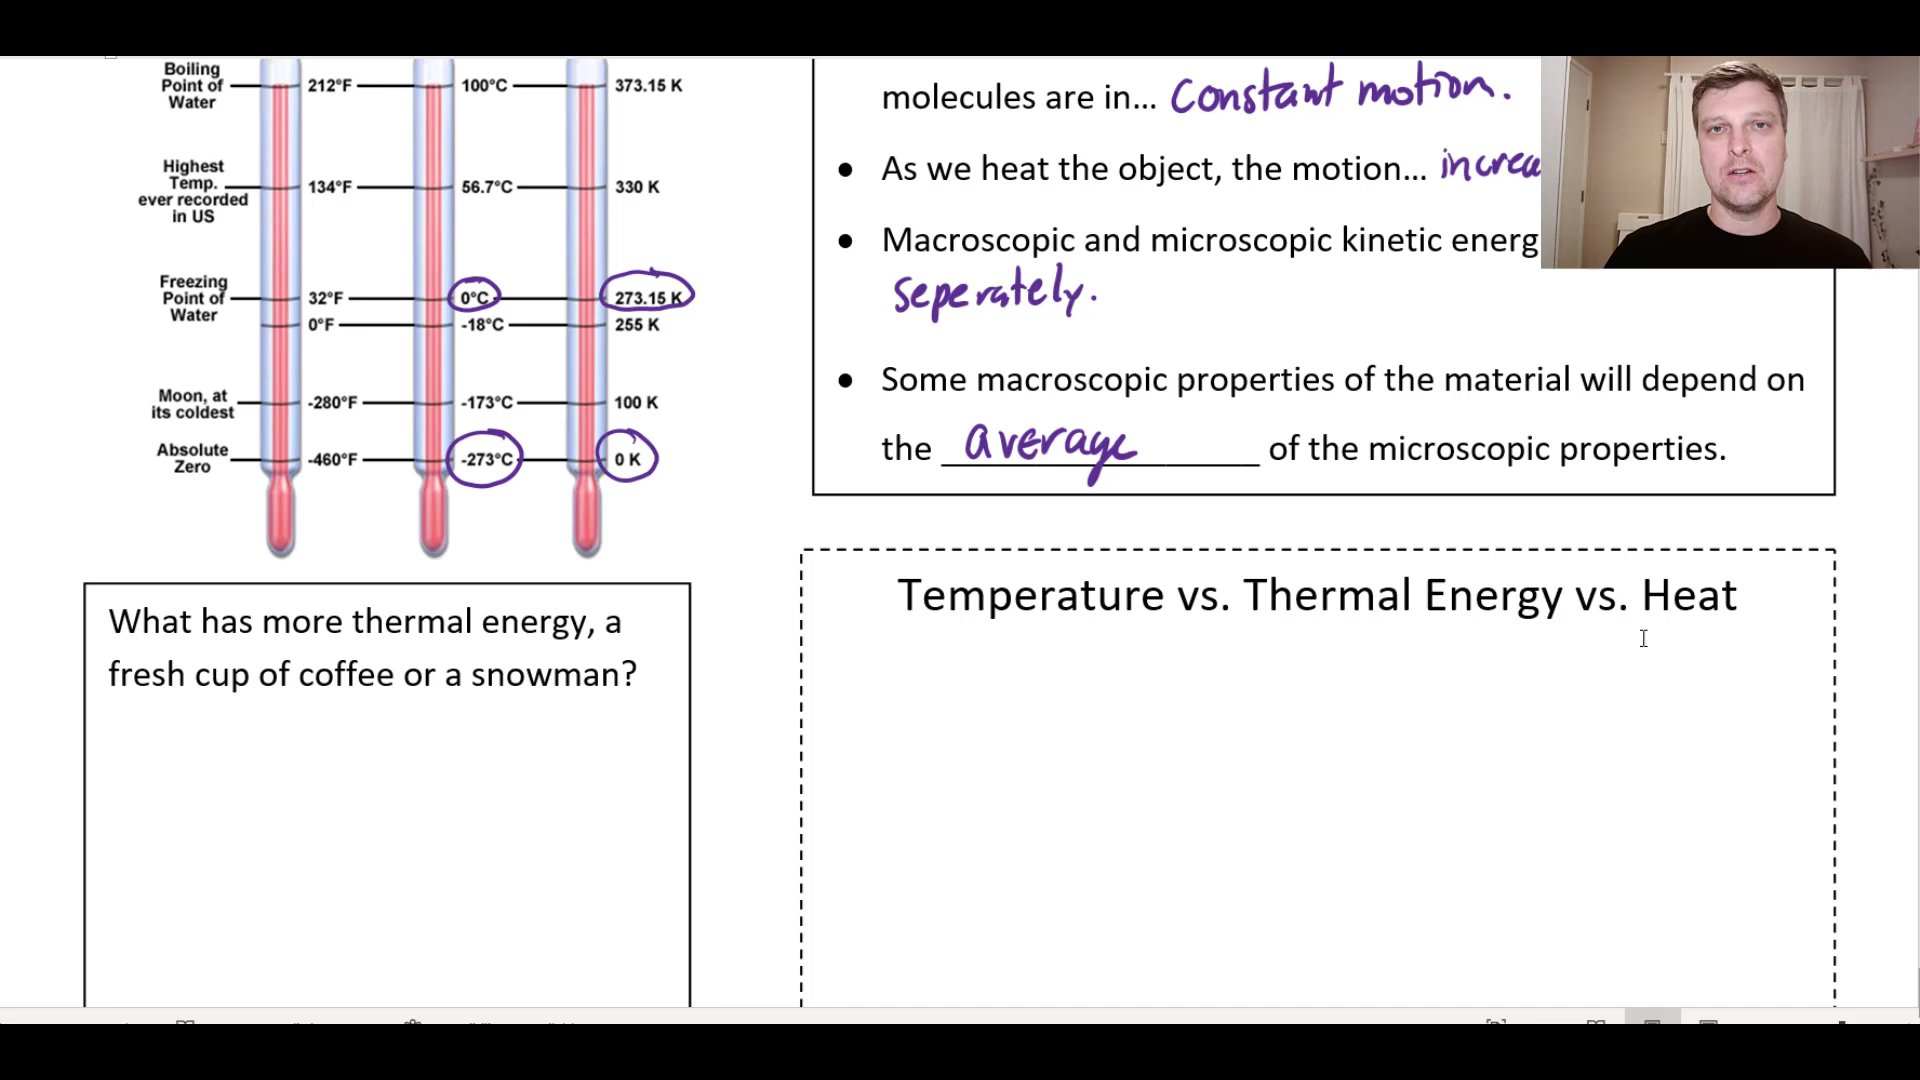 Boiling
Point of
Water
212°F
100°C
373.15 K
Highest
Temp.
ever recorded
in US
134°F
56.7°C
330 K
Freezing
Point of
Water
32°F
0°C
273.15 K
0°F
-18°C
255 K
Moon, at
its coldest
-280°F
-173°C
100 K
Absolute
Zero
-460°F
-273°C
0 K
molecules are in... Constant motion.
As we heat the object, the motion... increa
Macroscopic and microscopic kinetic energ
seperately.
Some macroscopic properties of the material will depend on
the average of the microscopic properties.
What has more thermal energy, a
fresh cup of coffee or a snowman?
Temperature vs. Thermal Energy vs. Heat